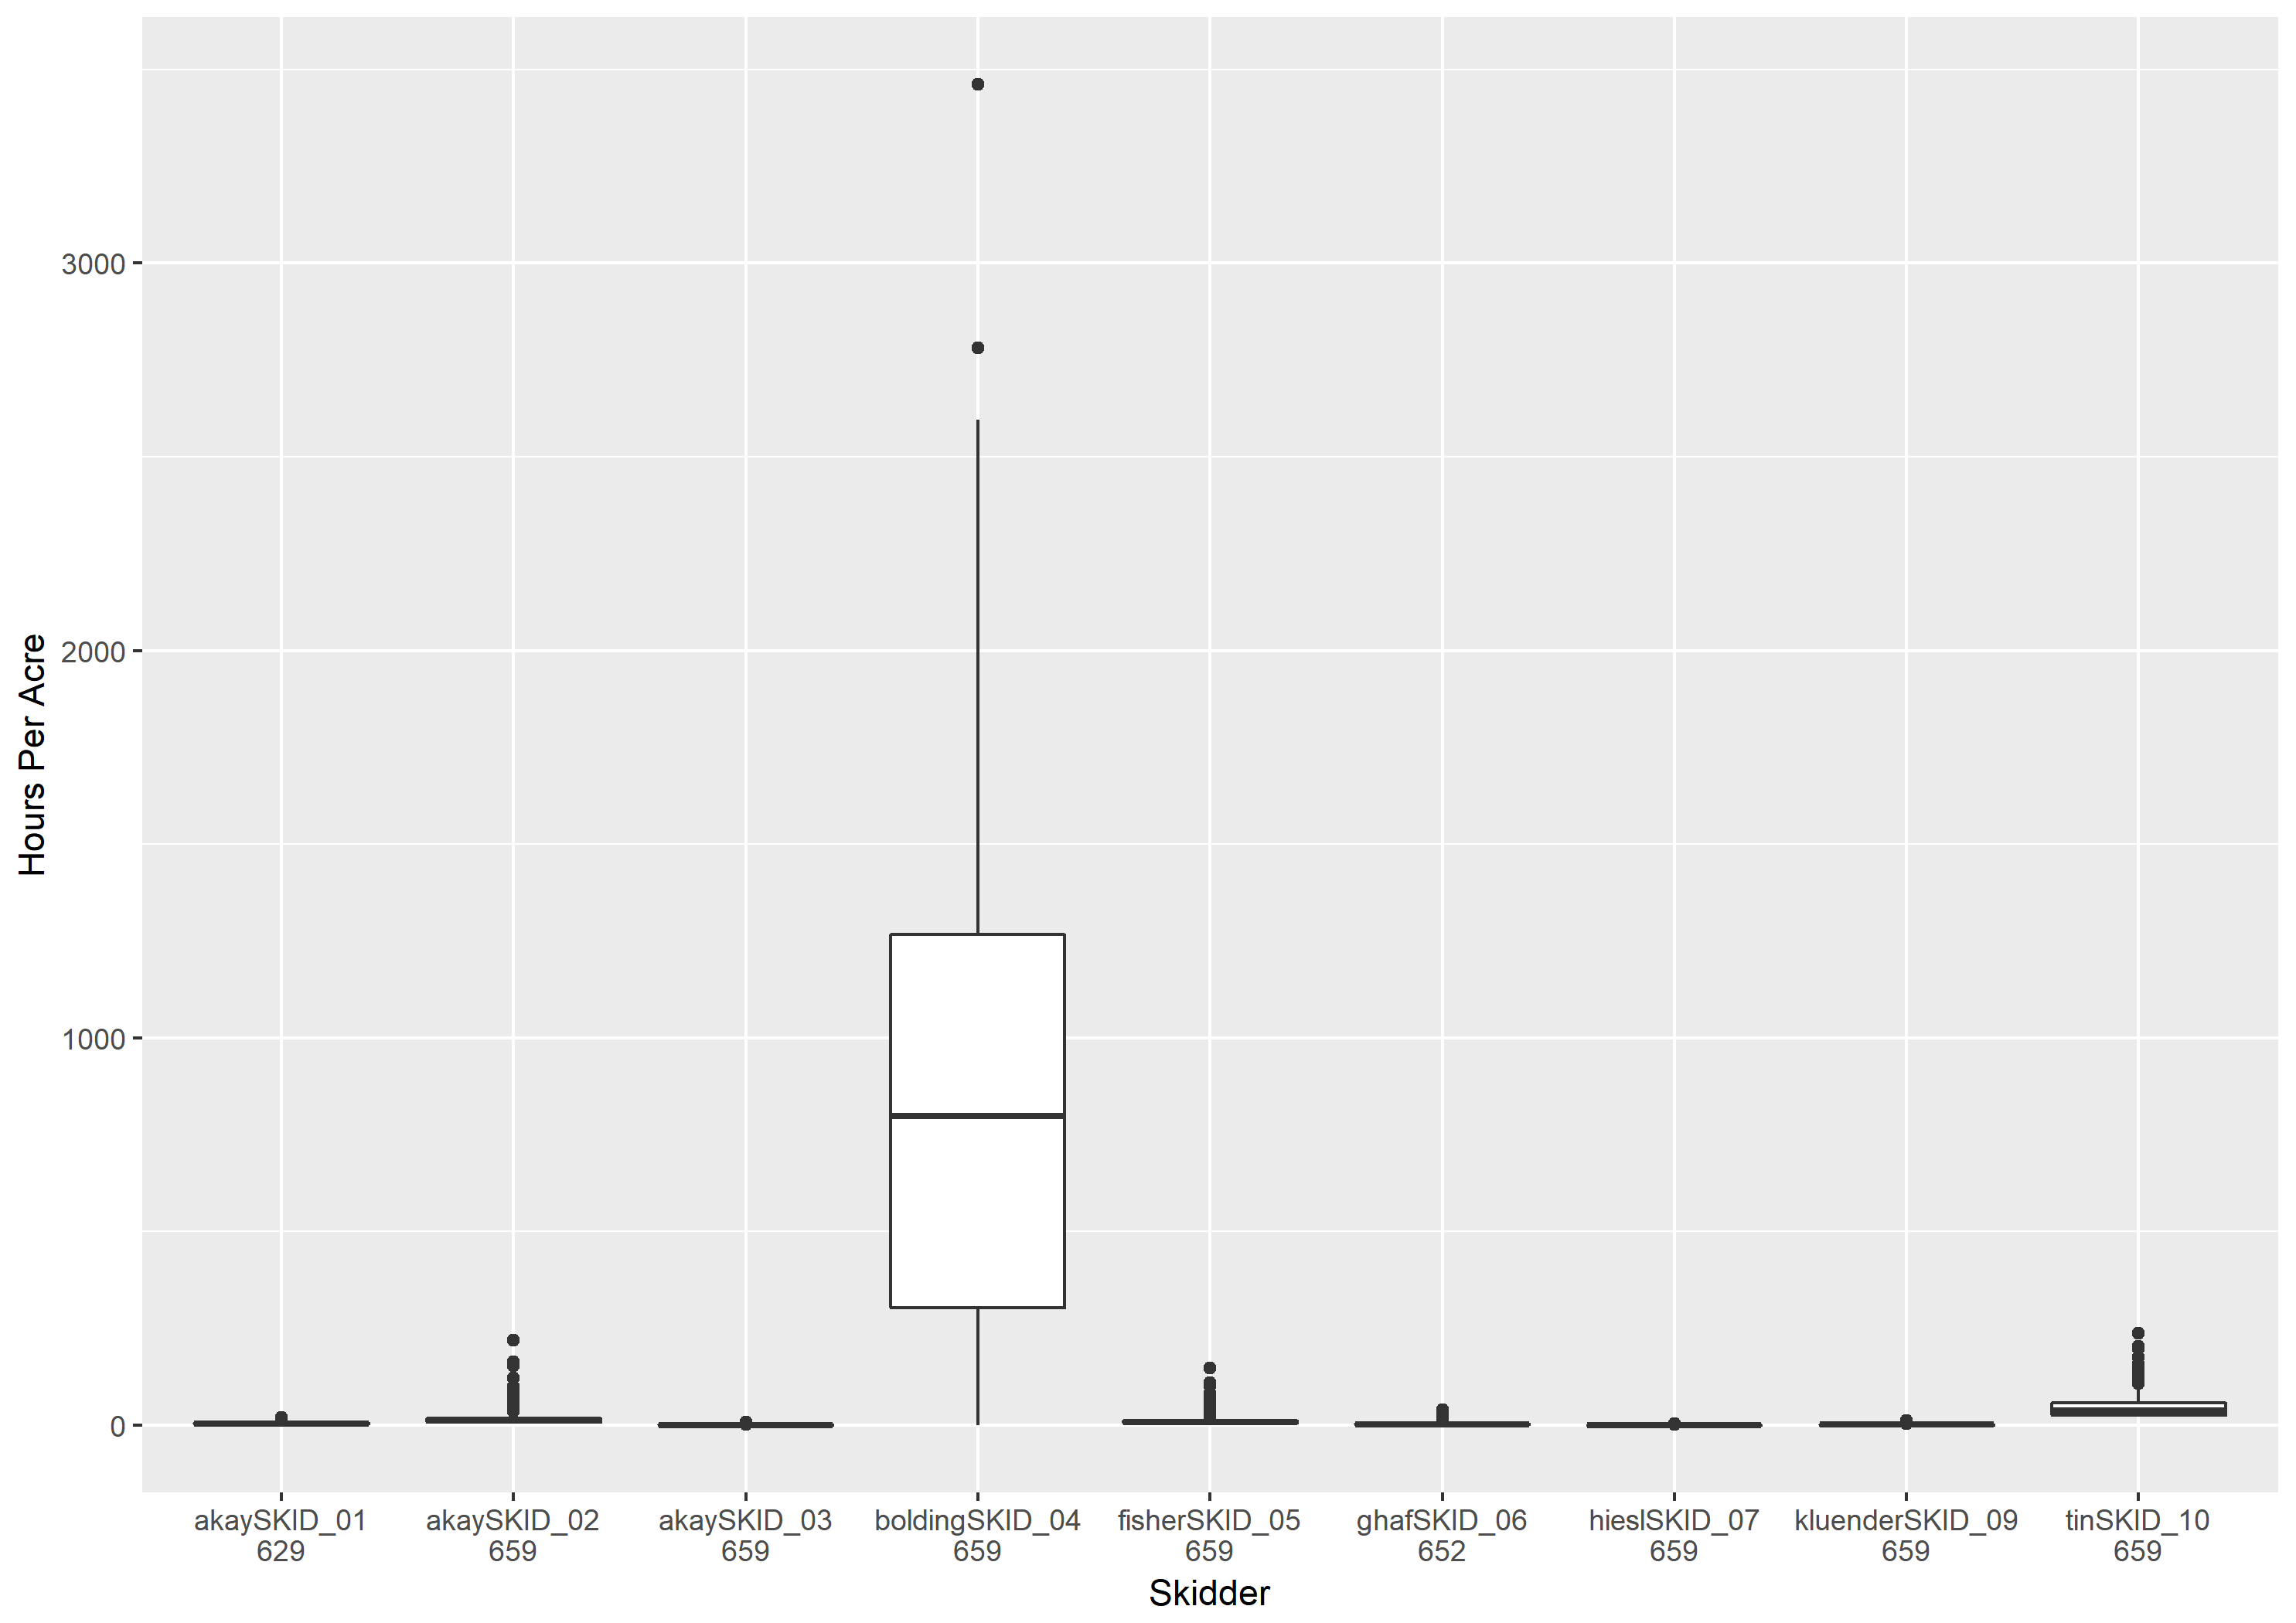 Hours Per Acre
3000
2000
1000
0
akaySKID_01 akaySKID_02 akaySKID_03 boldingSKID_04 fisherSKID_05 ghafSKID_06 hieslSKID_07 kluenderSKID_09 tinSKID_10
629 659 659 659 659 652 659 659 659
Skidder